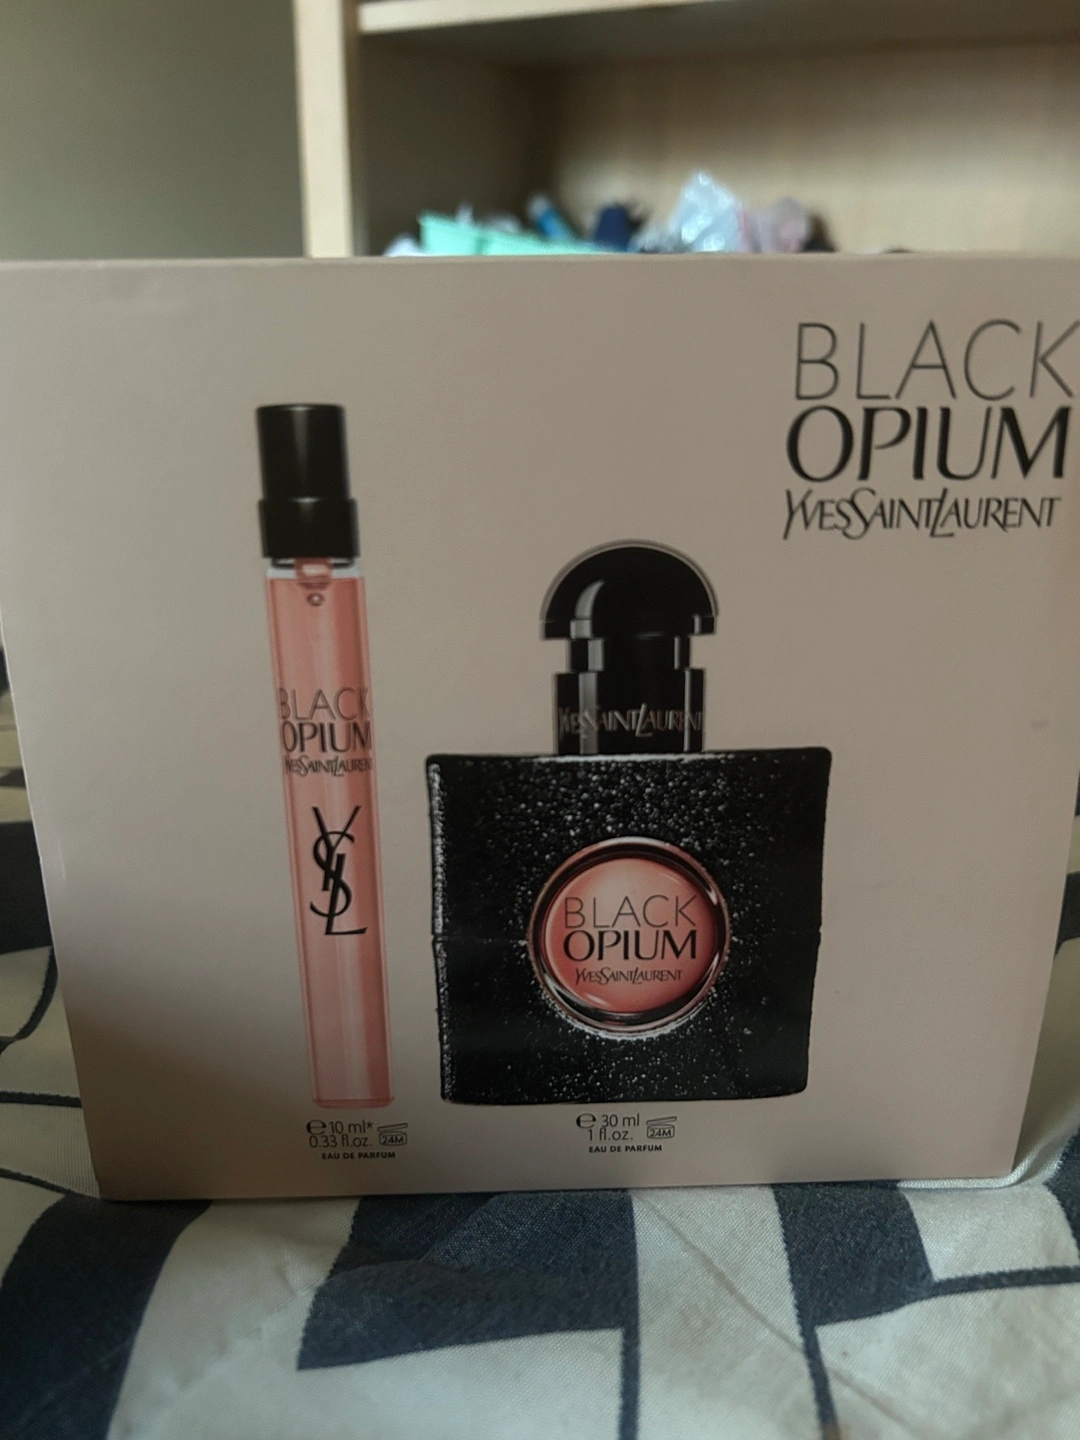 BLACK
OPIUM
YVESSAINTLAURENT
BLACK
OPIUM
YVESSAINTLAURENT
YSL
YVESSAINTLAURENT
BLACK
OPIUM
YVESSAINTLAURENT
℮ 10 ml*
0.33 fl.oz. 24M
EAU DE PARFUM
℮ 30 ml
1 fl.oz. 24M
EAU DE PARFUM